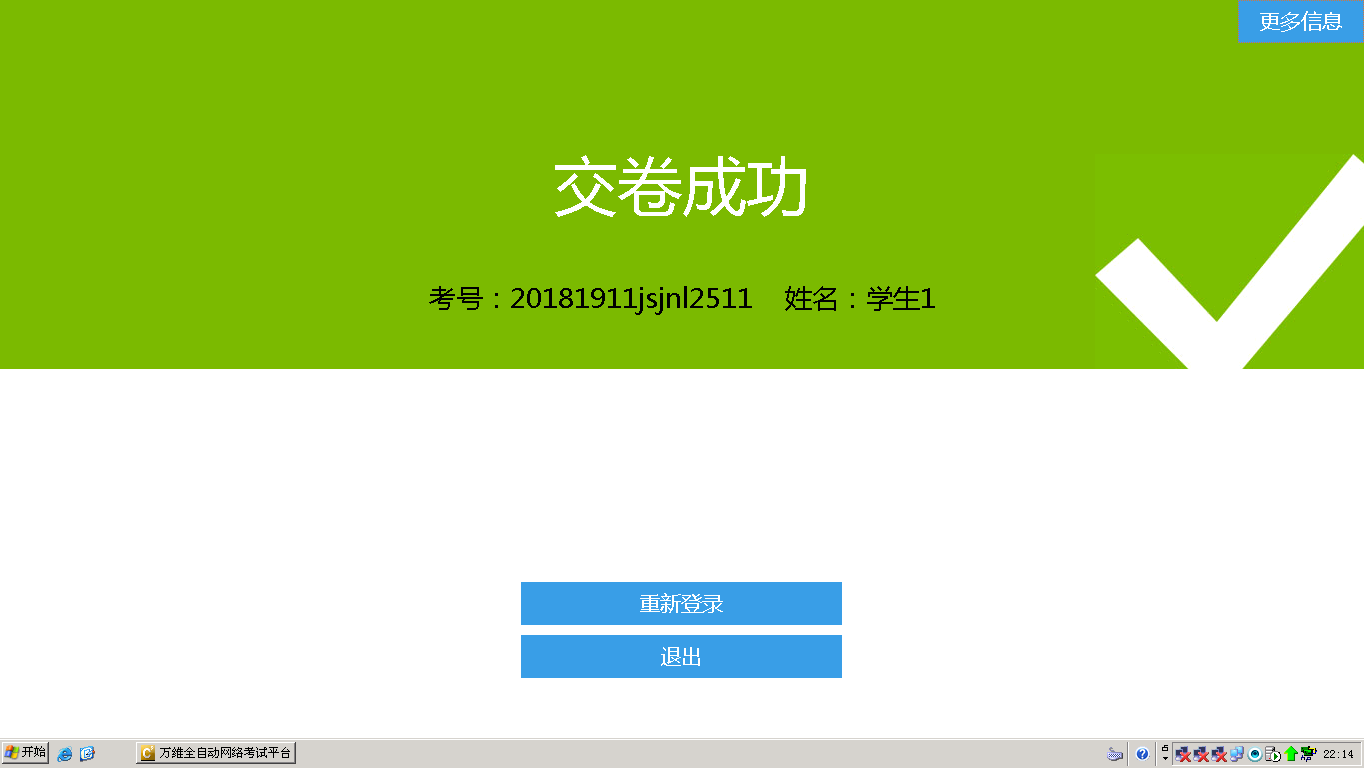 更多信息
交卷成功
考号：20181911jsjnl2511 姓名：学生1
重新登录
退出
开始 万维全自动网络考试平台 22:14